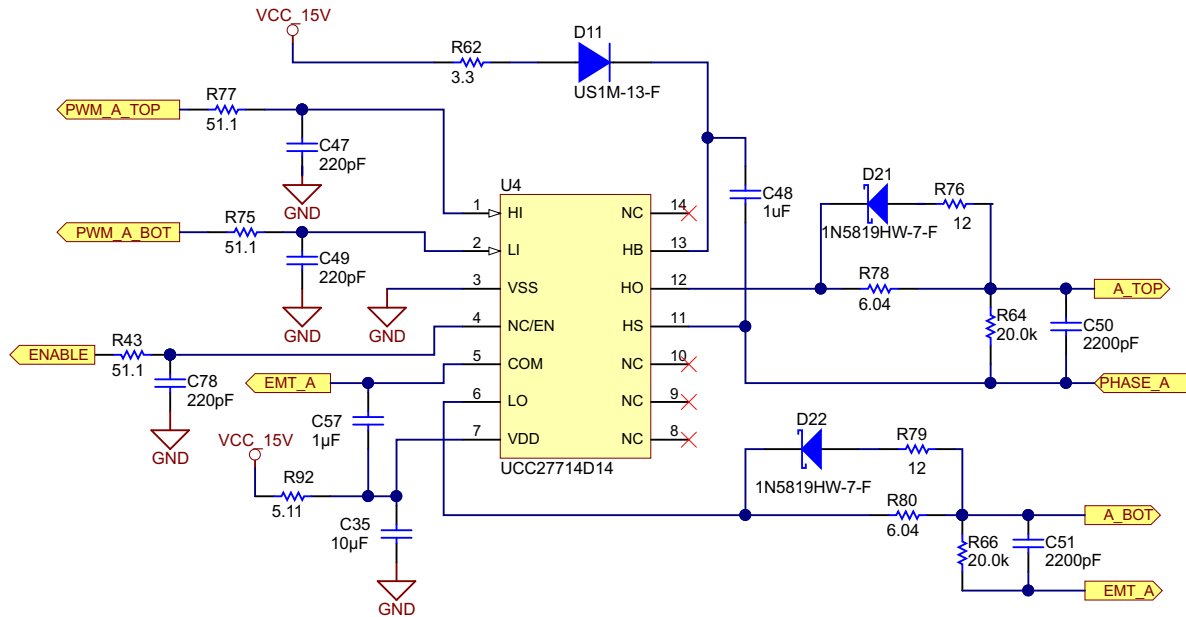 VCC_15V
R62
3.3
D11
US1M-13-F
PWM_A_TOP
R77
51.1
C47
220pF
GND
PWM_A_BOT
R75
51.1
C49
220pF
GND
GND
ENABLE
R43
51.1
C78
220pF
GND
EMT_A
C57
1µF
VCC_15V
R92
5.11
C35
10µF
GND
U4
1 HI
2 LI
3 VSS
4 NC/EN
5 COM
6 LO
7 VDD
NC 14
HB 13
HO 12
HS 11
NC 10
NC 9
NC 8
UCC27714D14
C48
1uF
D21
1N5819HW-7-F
R76
12
R78
6.04
R64
20.0k
C50
2200pF
A_TOP
PHASE_A
D22
1N5819HW-7-F
R79
12
R80
6.04
R66
20.0k
C51
2200pF
A_BOT
EMT_A